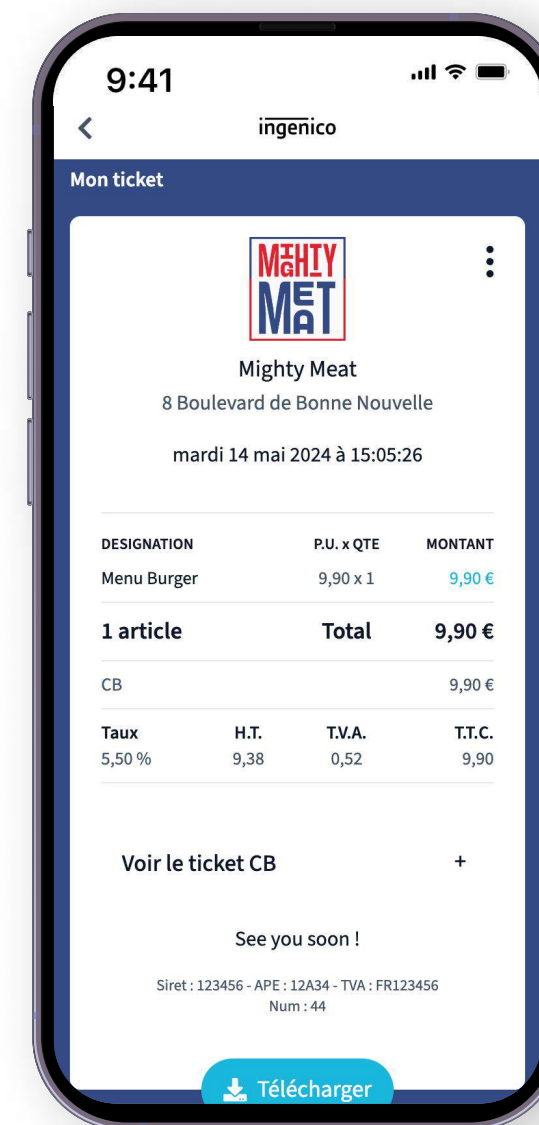 9:41
ingenico
Mon ticket
MIGHTY
MEAT
Mighty Meat
8 Boulevard de Bonne Nouvelle
mardi 14 mai 2024 à 15:05:26
DESIGNATION P.U. x QTE MONTANT
Menu Burger 9,90 x 1 9,90 €
1 article Total 9,90 €
CB 9,90 €
Taux H.T. T.V.A. T.T.C.
5,50 % 9,38 0,52 9,90
Voir le ticket CB +
See you soon !
Siret : 123456 - APE : 12A34 - TVA : FR123456
Num : 44
Télécharger